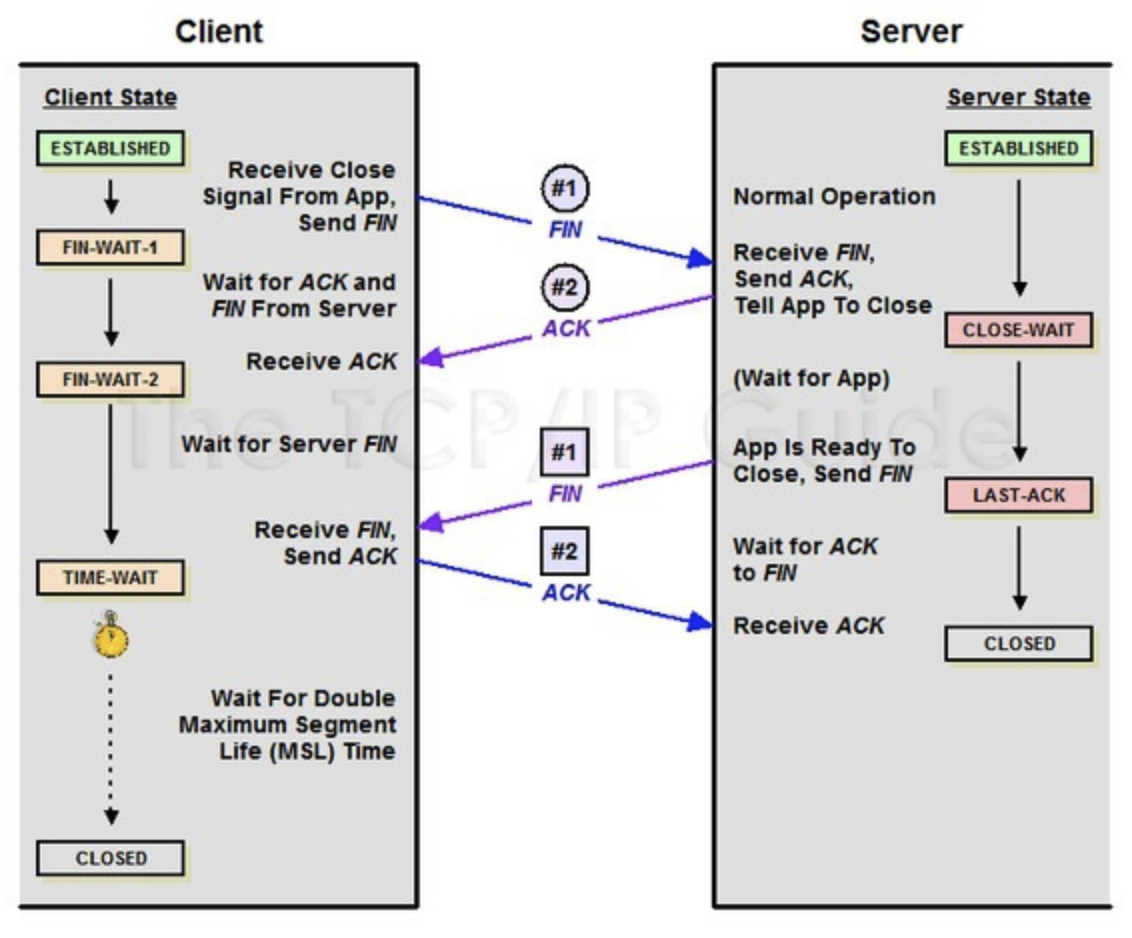 Client
Server
Client State
ESTABLISHED
Receive Close
Signal From App,
Send FIN
FIN-WAIT-1
Wait for ACK and
FIN From Server
Receive ACK
FIN-WAIT-2
Wait for Server FIN
Receive FIN,
Send ACK
TIME-WAIT
Wait For Double
Maximum Segment
Life (MSL) Time
CLOSED
#1
FIN
#2
ACK
#1
FIN
#2
ACK
Server State
ESTABLISHED
Normal Operation
Receive FIN,
Send ACK,
Tell App To Close
CLOSE-WAIT
(Wait for App)
App Is Ready To
Close, Send FIN
LAST-ACK
Wait for ACK
to FIN
Receive ACK
CLOSED
The TCP/IP Guide